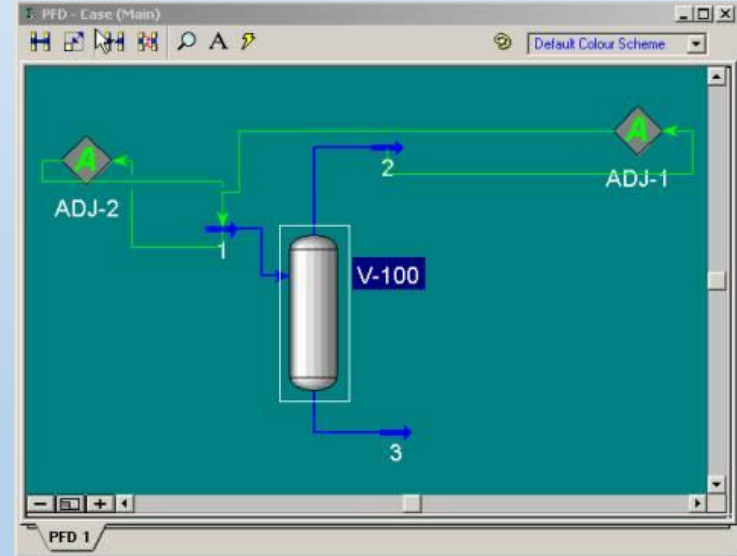 PFD - Case (Main)
A
Default Colour Scheme
A
A
2
ADJ-1
ADJ-2
1
V-100
3
PFD 1